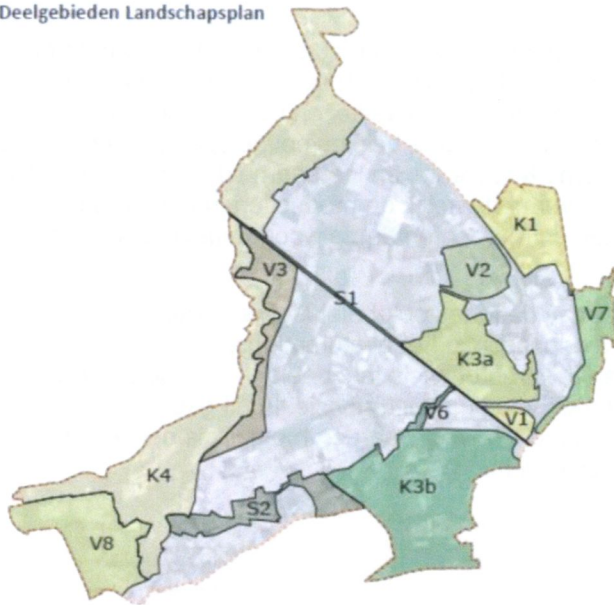 Deelgebieden Landschapsplan
K1
V3
V2
S1
V7
K3a
V6
V1
K4
K3b
S2
V8